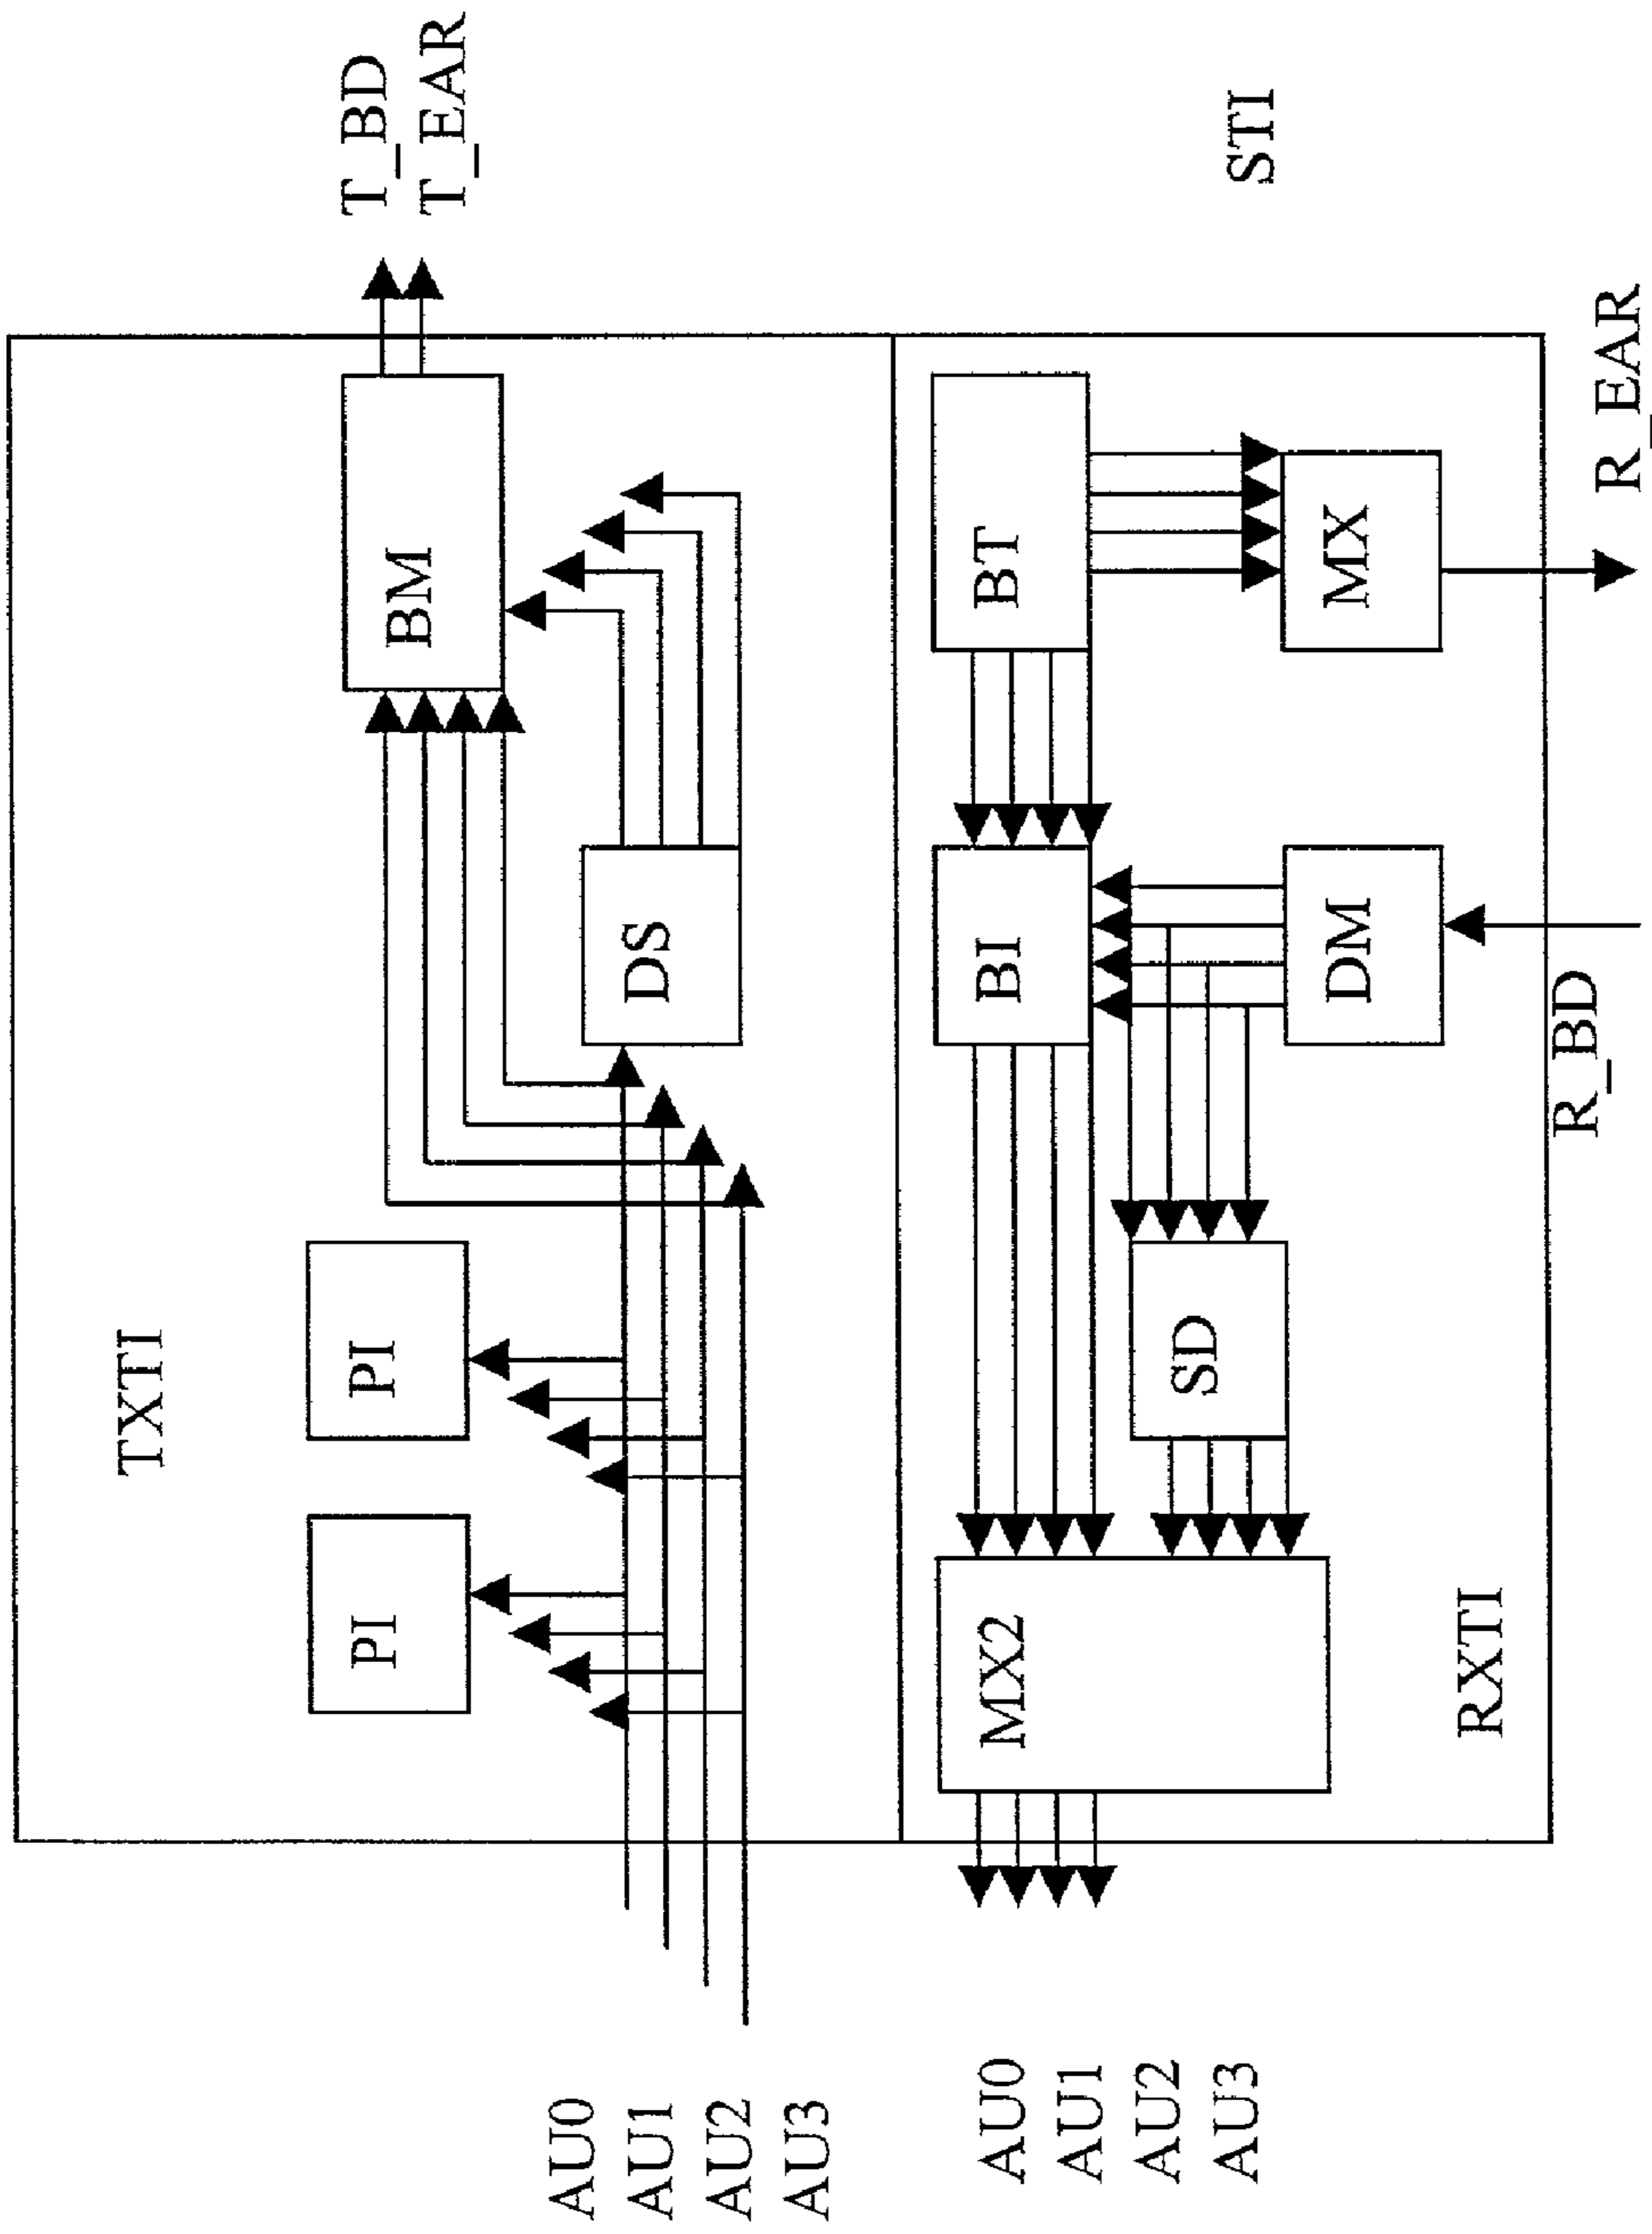 TXTI
T_BD
T_EAR
BM
PI
PI
DS
AU0
AU1
AU2
AU3
STI
BT
BI
MX2
SD
DM
MX
AU0
AU1
AU2
AU3
RXTI
R_BD
R_EAR